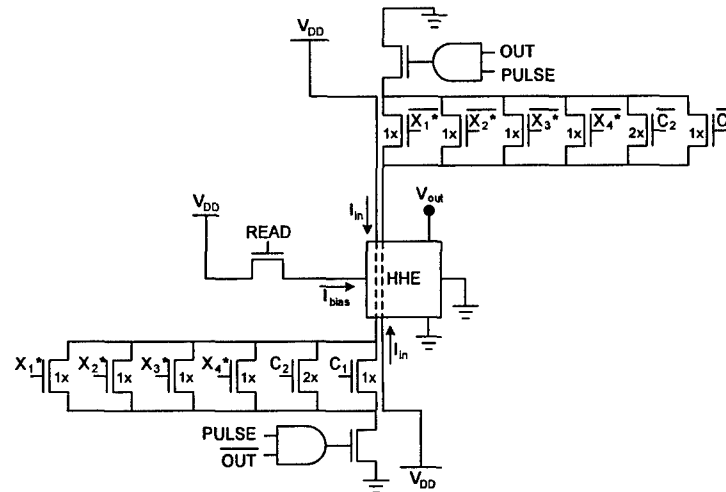 V_DD
OUT
PULSE
1x X̅₁*̅ 1x X̅₂*̅ 1x X̅₃*̅ 1x X̅₄*̅ 2x C̅₂ 1x C̅
V_DD
V_out
READ
I_in
HHE
I_bias
I_in
X₁* 1x X₂* 1x X₃* 1x X₄* 1x C₂ 2x C₁ 1x
PULSE
O̅U̅T̅
V_DD